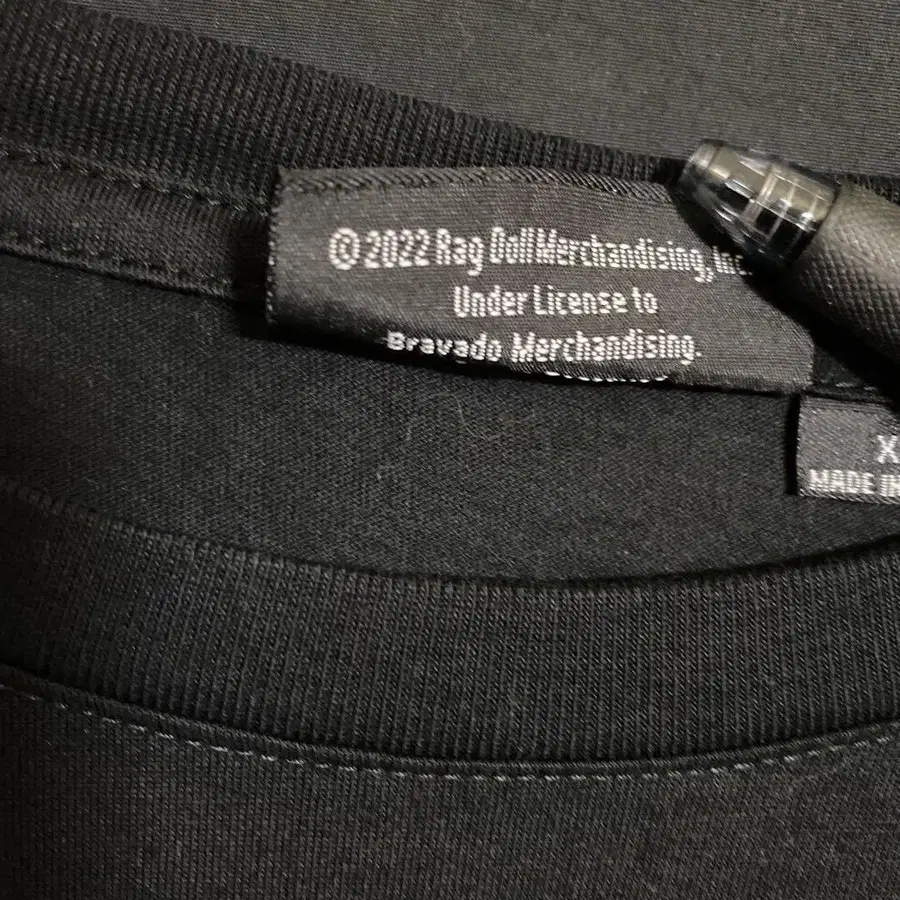 © 2022 Rag Doll Merchandising, Inc.
Under License to
Bravado Merchandising.
X
MADE IN